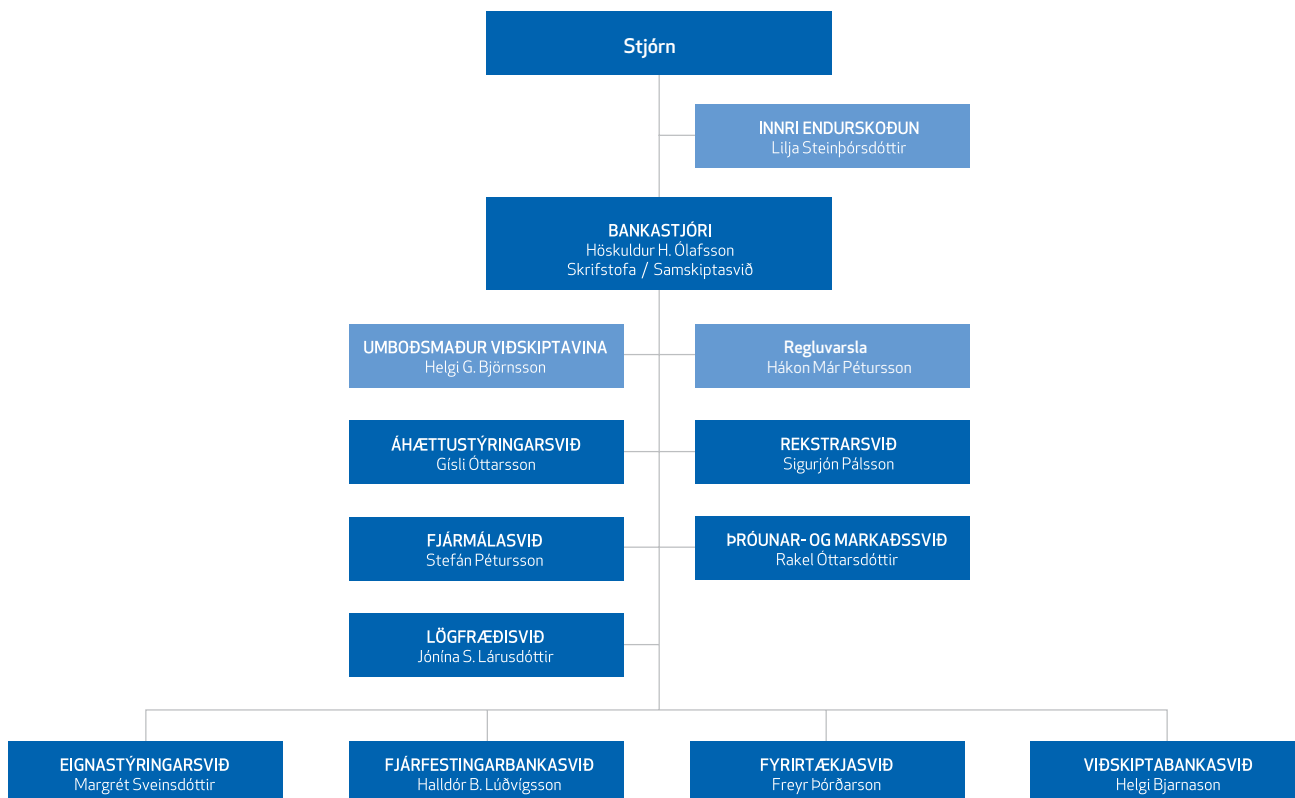 Stjórn
INNRI ENDURSKOÐUN
Lilja Steinþórsdóttir
BANKASTJÓRI
Höskuldur H. Ólafsson
Skrifstofa / Samskiptasvið
UMBOÐSMAÐUR VIÐSKIPTAVINA
Helgi G. Björnsson
Regluvarsla
Hákon Már Pétursson
ÁHÆTTUSTÝRINGARSVIÐ
Gísli Óttarsson
REKSTRARSVIÐ
Sigurjón Pálsson
FJÁRMÁLASVIÐ
Stefán Pétursson
ÞRÓUNAR- OG MARKAÐSSVIÐ
Rakel Óttarsdóttir
LÖGFRÆÐISVIÐ
Jónína S. Lárusdóttir
EIGNASTÝRINGARSVIÐ
Margrét Sveinsdóttir
FJÁRFESTINGARBANKASVIÐ
Halldór B. Lúðvígsson
FYRIRTÆKJASVIÐ
Freyr Þórðarson
VIÐSKIPTABANKASVIÐ
Helgi Bjarnason